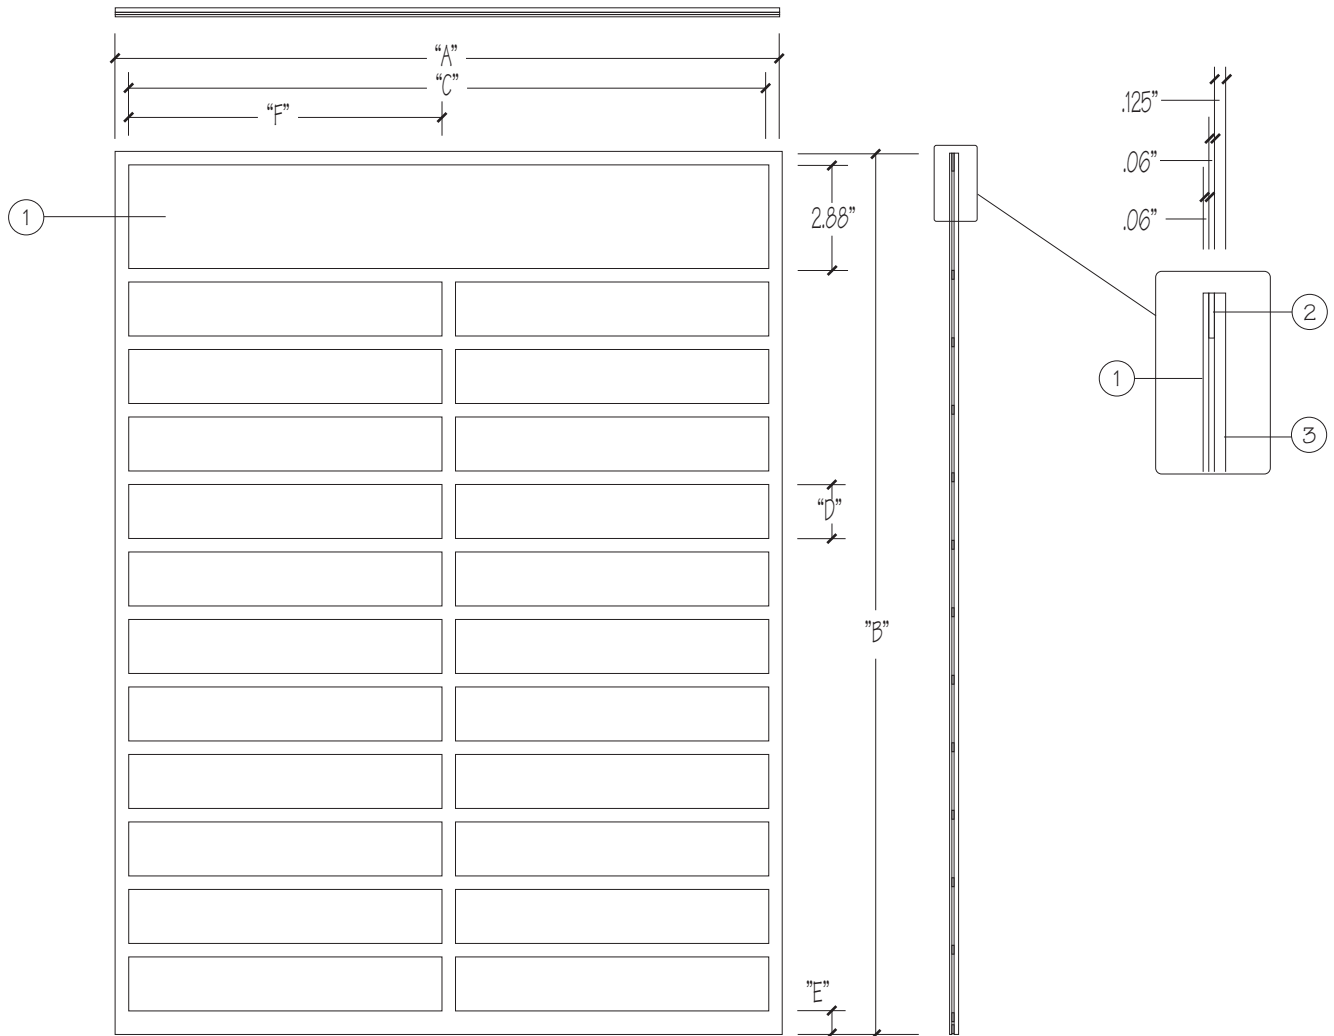 “A”
“C”
“F”
.125”
.06”
.06”
1
2.88”
2
1
3
“D”
”B”
”E”